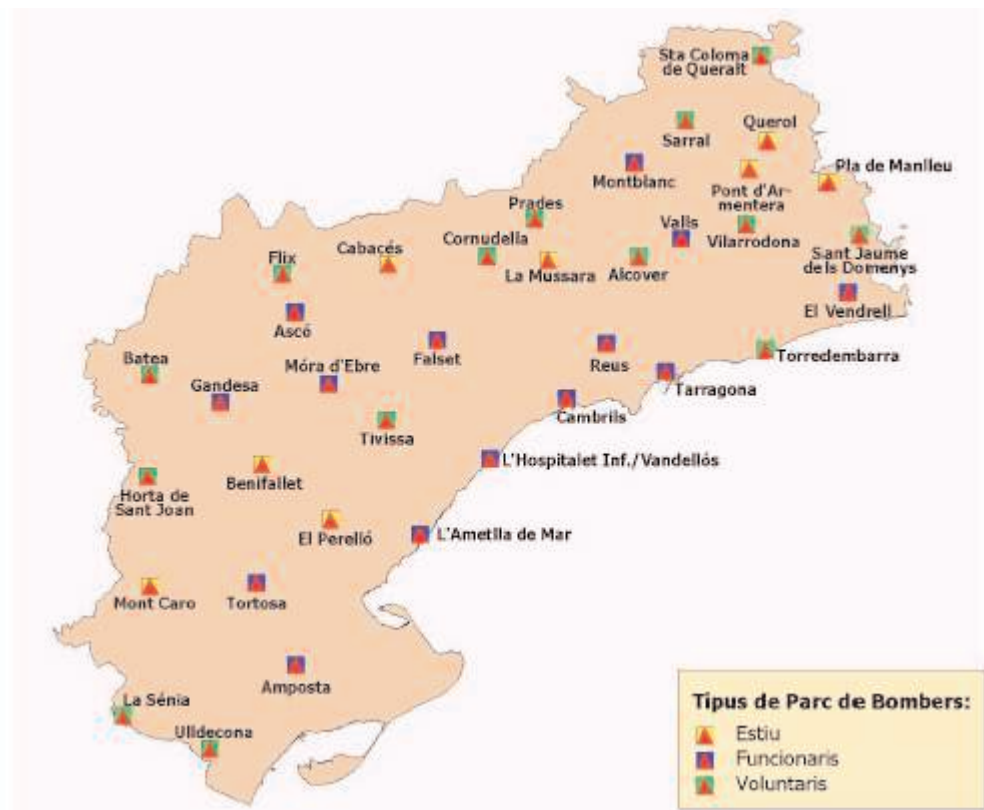 Sta Coloma
de Queralt
Querol
Sarral
Pla de Manlleu
Montblanc
Pont d'Ar-
mentera
Prades
Valls
Vilarrodona
Cornudella
Cabacés
Flix
La Mussara
Alcover
Sant Jaume
dels Domenys
El Vendrell
Ascó
Falset
Reus
Torredembarra
Batea
Móra d'Ebre
Gandesa
Tarragona
Cambrils
Tivissa
L'Hospitalet Inf./Vandellós
Benifallet
Horta de
Sant Joan
El Perelló
L'Ametlla de Mar
Mont Caro
Tortosa
Amposta
La Sénia
Ulldecona
Tipus de Parc de Bombers:
Estiu
Funcionaris
Voluntaris